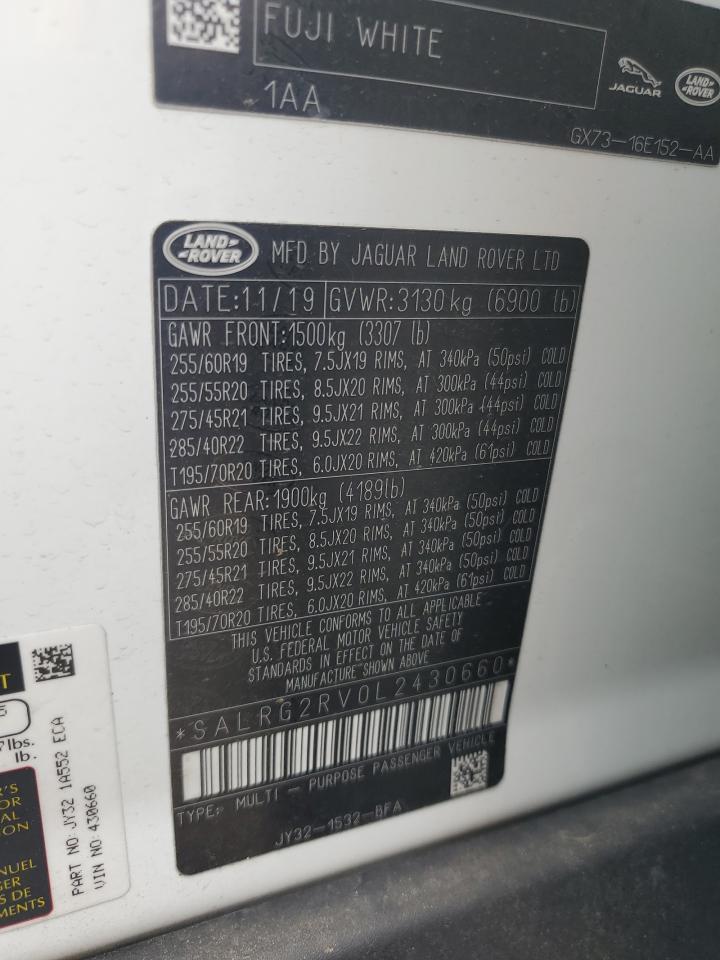 FUJI WHITE
1AA
JAGUAR
LAND ROVER
GX73-16E152-AA
LAND ROVER
MFD BY JAGUAR LAND ROVER LTD
DATE:11/19 GVWR:3130kg (6900 lb)
GAWR FRONT:1500kg (3307 lb)
255/60R19 TIRES, 7.5JX19 RIMS, AT 340kPa (50psi) COLD
255/55R20 TIRES, 8.5JX20 RIMS, AT 300kPa (44psi) COLD
275/45R21 TIRES, 9.5JX21 RIMS, AT 300kPa (44psi) COLD
285/40R22 TIRES, 9.5JX22 RIMS, AT 300kPa (44psi) COLD
T195/70R20 TIRES, 6.0JX20 RIMS, AT 420kPa (61psi) COLD
GAWR REAR:1900kg (4189lb)
255/60R19 TIRES, 7.5JX19 RIMS, AT 340kPa (50psi) COLD
255/55R20 TIRES, 8.5JX20 RIMS, AT 340kPa (50psi) COLD
275/45R21 TIRES, 9.5JX21 RIMS, AT 340kPa (50psi) COLD
285/40R22 TIRES, 9.5JX22 RIMS, AT 340kPa (50psi) COLD
T195/70R20 TIRES, 6.0JX20 RIMS, AT 420kPa (61psi) COLD
THIS VEHICLE CONFORMS TO ALL APPLICABLE
U.S. FEDERAL MOTOR VEHICLE SAFETY
STANDARDS IN EFFECT ON THE DATE OF
MANUFACTURE SHOWN ABOVE
*SALRG2RV0L2430660*
TYPE: MULTI - PURPOSE PASSENGER VEHICLE
JY32-1532-BFA
lbs.
lb.
PART NO:JY32 1A552 ECA
VIN NO:430660